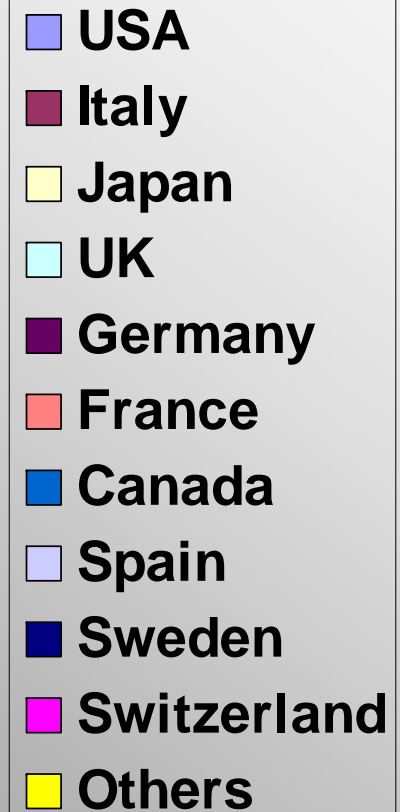 USA
Italy
Japan
UK
Germany
France
Canada
Spain
Sweden
Switzerland
Others